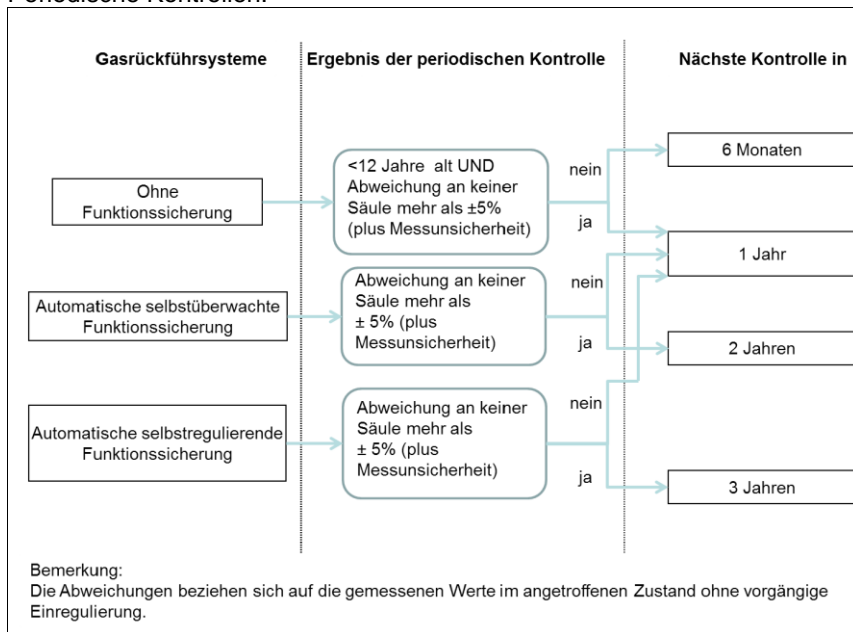 Periodische Kontrollen:
Gasrückführsysteme
Ergebnis der periodischen Kontrolle
Nächste Kontrolle in
Ohne
Funktionssicherung
<12 Jahre alt UND
Abweichung an keiner
Säule mehr als ±5%
(plus Messunsicherheit)
nein
ja
6 Monaten
1 Jahr
Automatische selbstüberwachte
Funktionssicherung
Abweichung an keiner
Säule mehr als
± 5% (plus
Messunsicherheit)
nein
ja
2 Jahren
Automatische selbstregulierende
Funktionssicherung
Abweichung an keiner
Säule mehr als
± 5% (plus
Messunsicherheit)
nein
ja
3 Jahren
Bemerkung:
Die Abweichungen beziehen sich auf die gemessenen Werte im angetroffenen Zustand ohne vorgängige
Einregulierung.